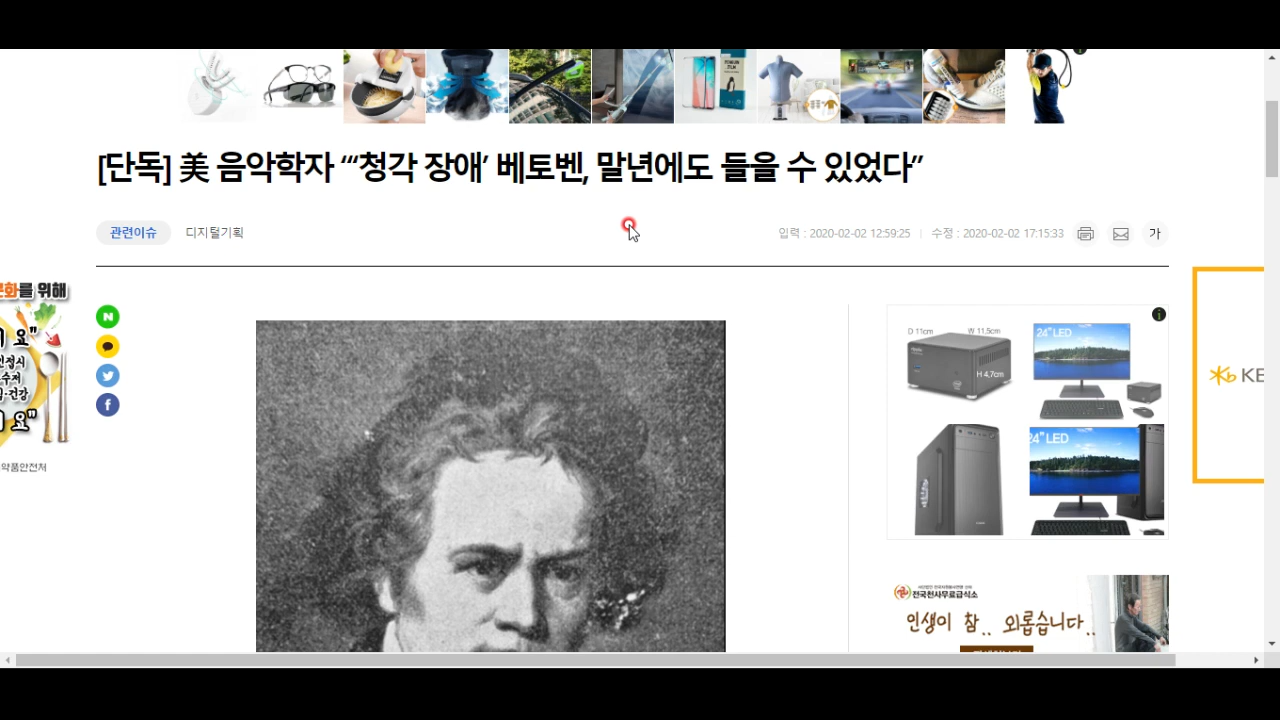 [단독] 美 음악학자 “‘청각 장애’ 베토벤, 말년에도 들을 수 있었다”
관련이슈 디지털기획
입력 : 2020-02-02 12:59:25 | 수정 : 2020-02-02 17:15:33
가
를 위해
요"
약품안전처
D 11cm
W 11,5cm
H 4,7cm
24" LED
24" LED
전국천사무료급식소
인생이 참.. 외롭습니다..